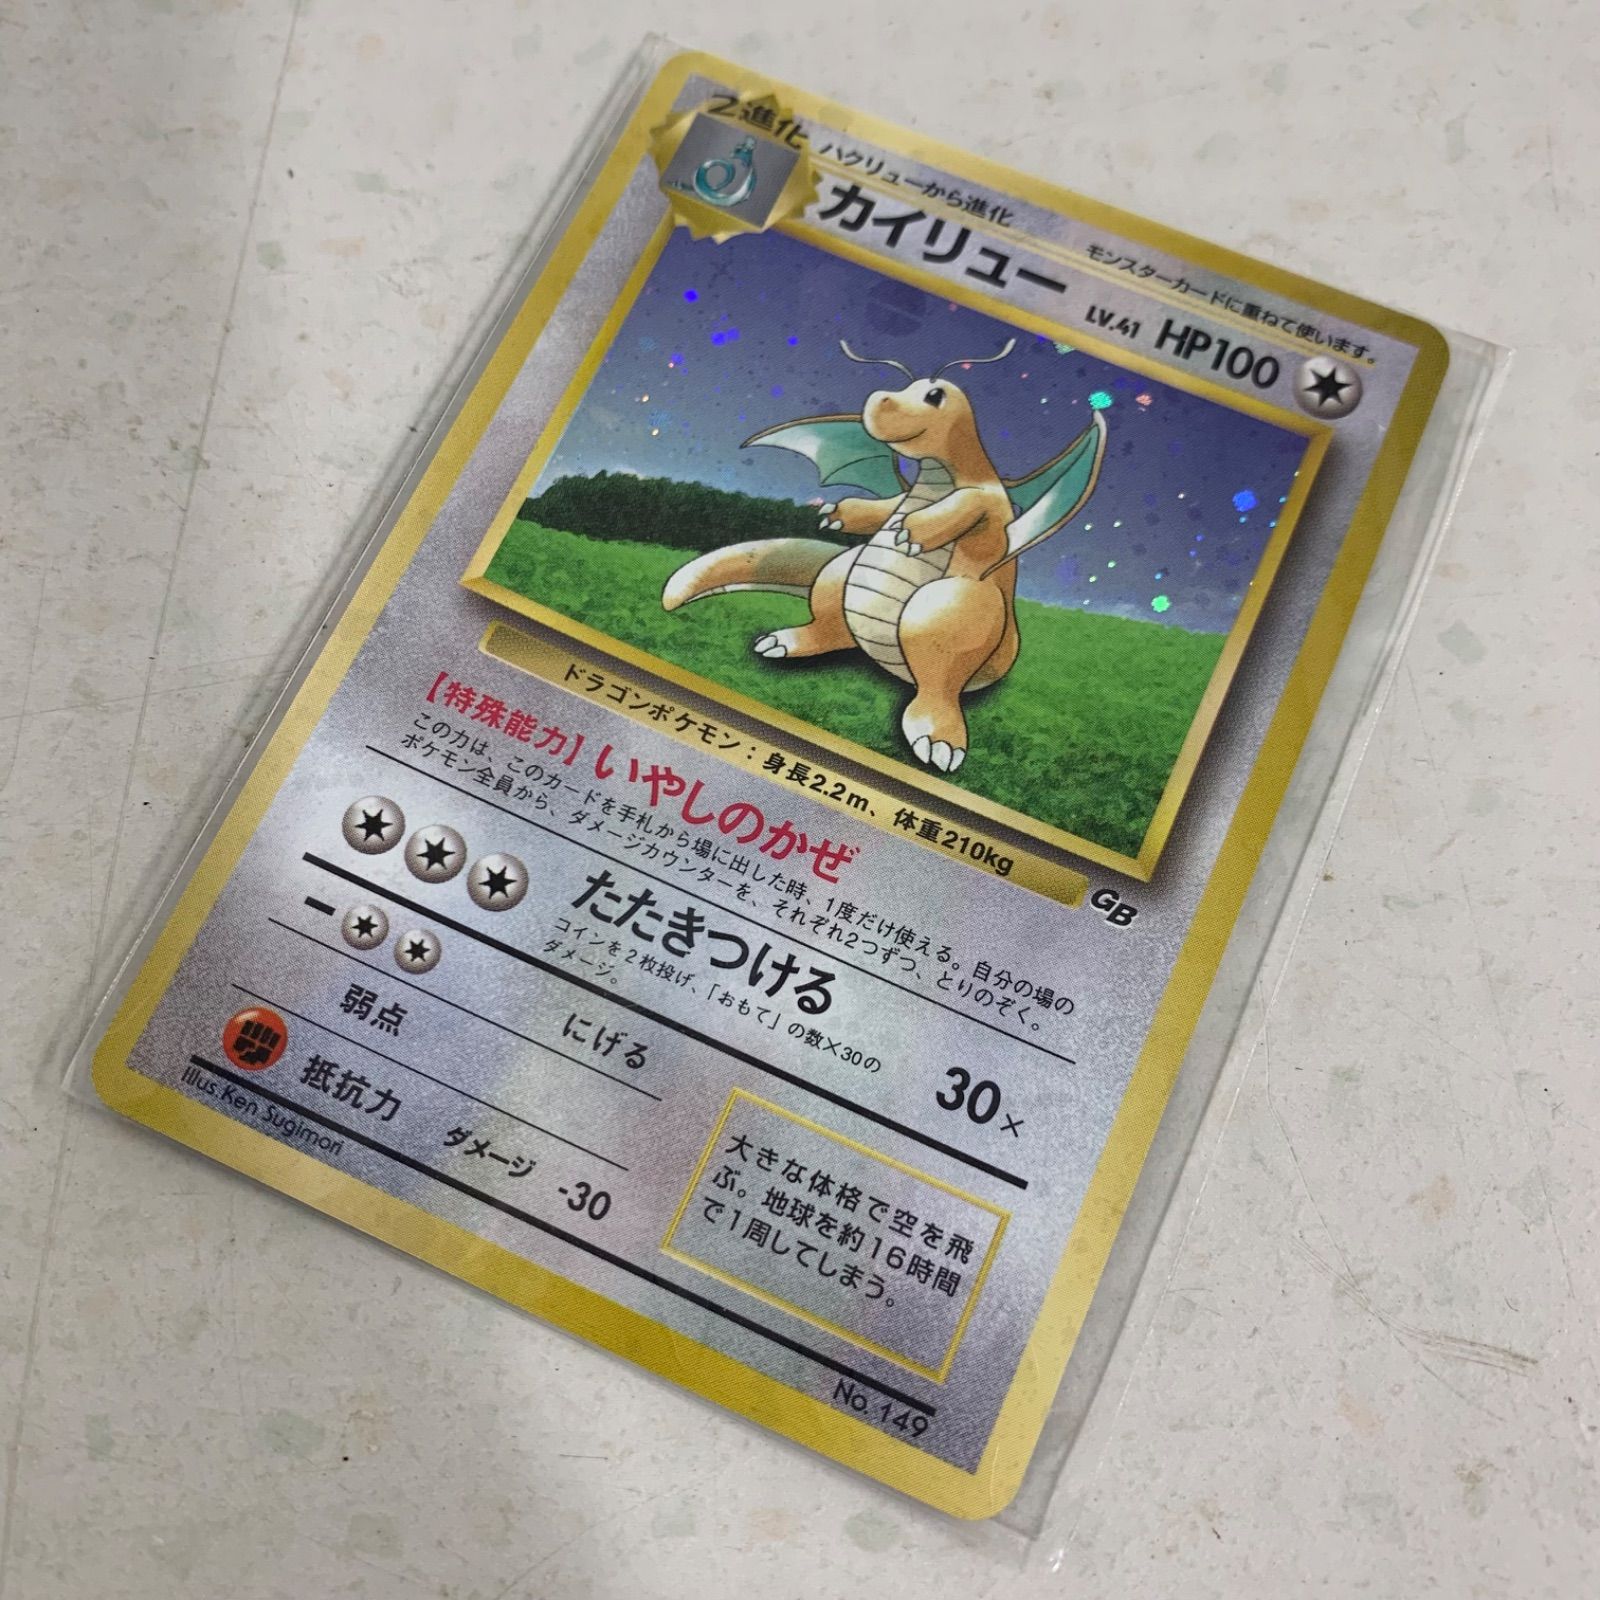 2進化 ハクリューから進化 モンスターカードに重ねて使います。
カイリュー LV.41 HP100
ドラゴンポケモン：身長2.2m、体重210kg
GB
【特殊能力】いやしのかぜ
この力は、このカードを手札から場に出した時、1度だけ使える。自分の場の
ポケモン全員から、ダメージカウンターを、それぞれ2つずつ、とりのぞく。
たたきつける 30×
コインを2枚投げ、「おもて」の数×30の
ダメージ。
にげる
弱点
抵抗力 ダメージ -30
大きな体格で空を飛
ぶ。地球を約16時間
で1周してしまう。
Illus. Ken Sugimori
No. 149